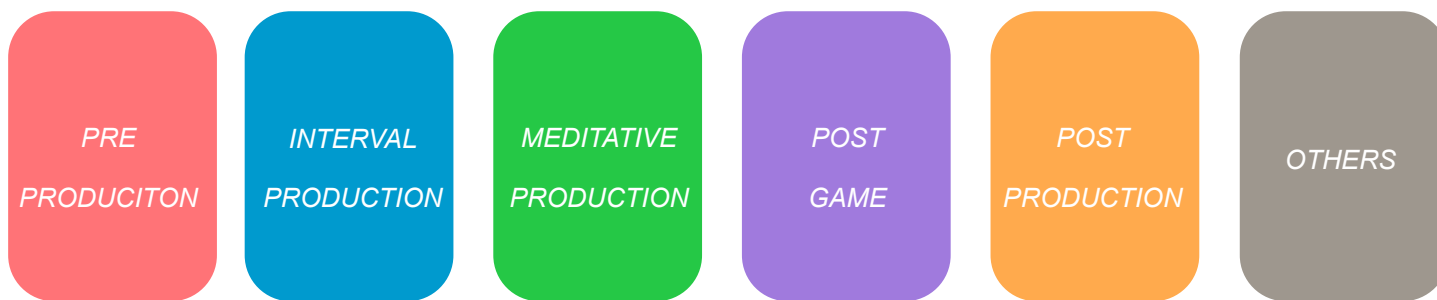 PRE
PRODUCITON
INTERVAL
PRODUCTION
MEDITATIVE
PRODUCTION
POST
GAME
POST
PRODUCTION
OTHERS